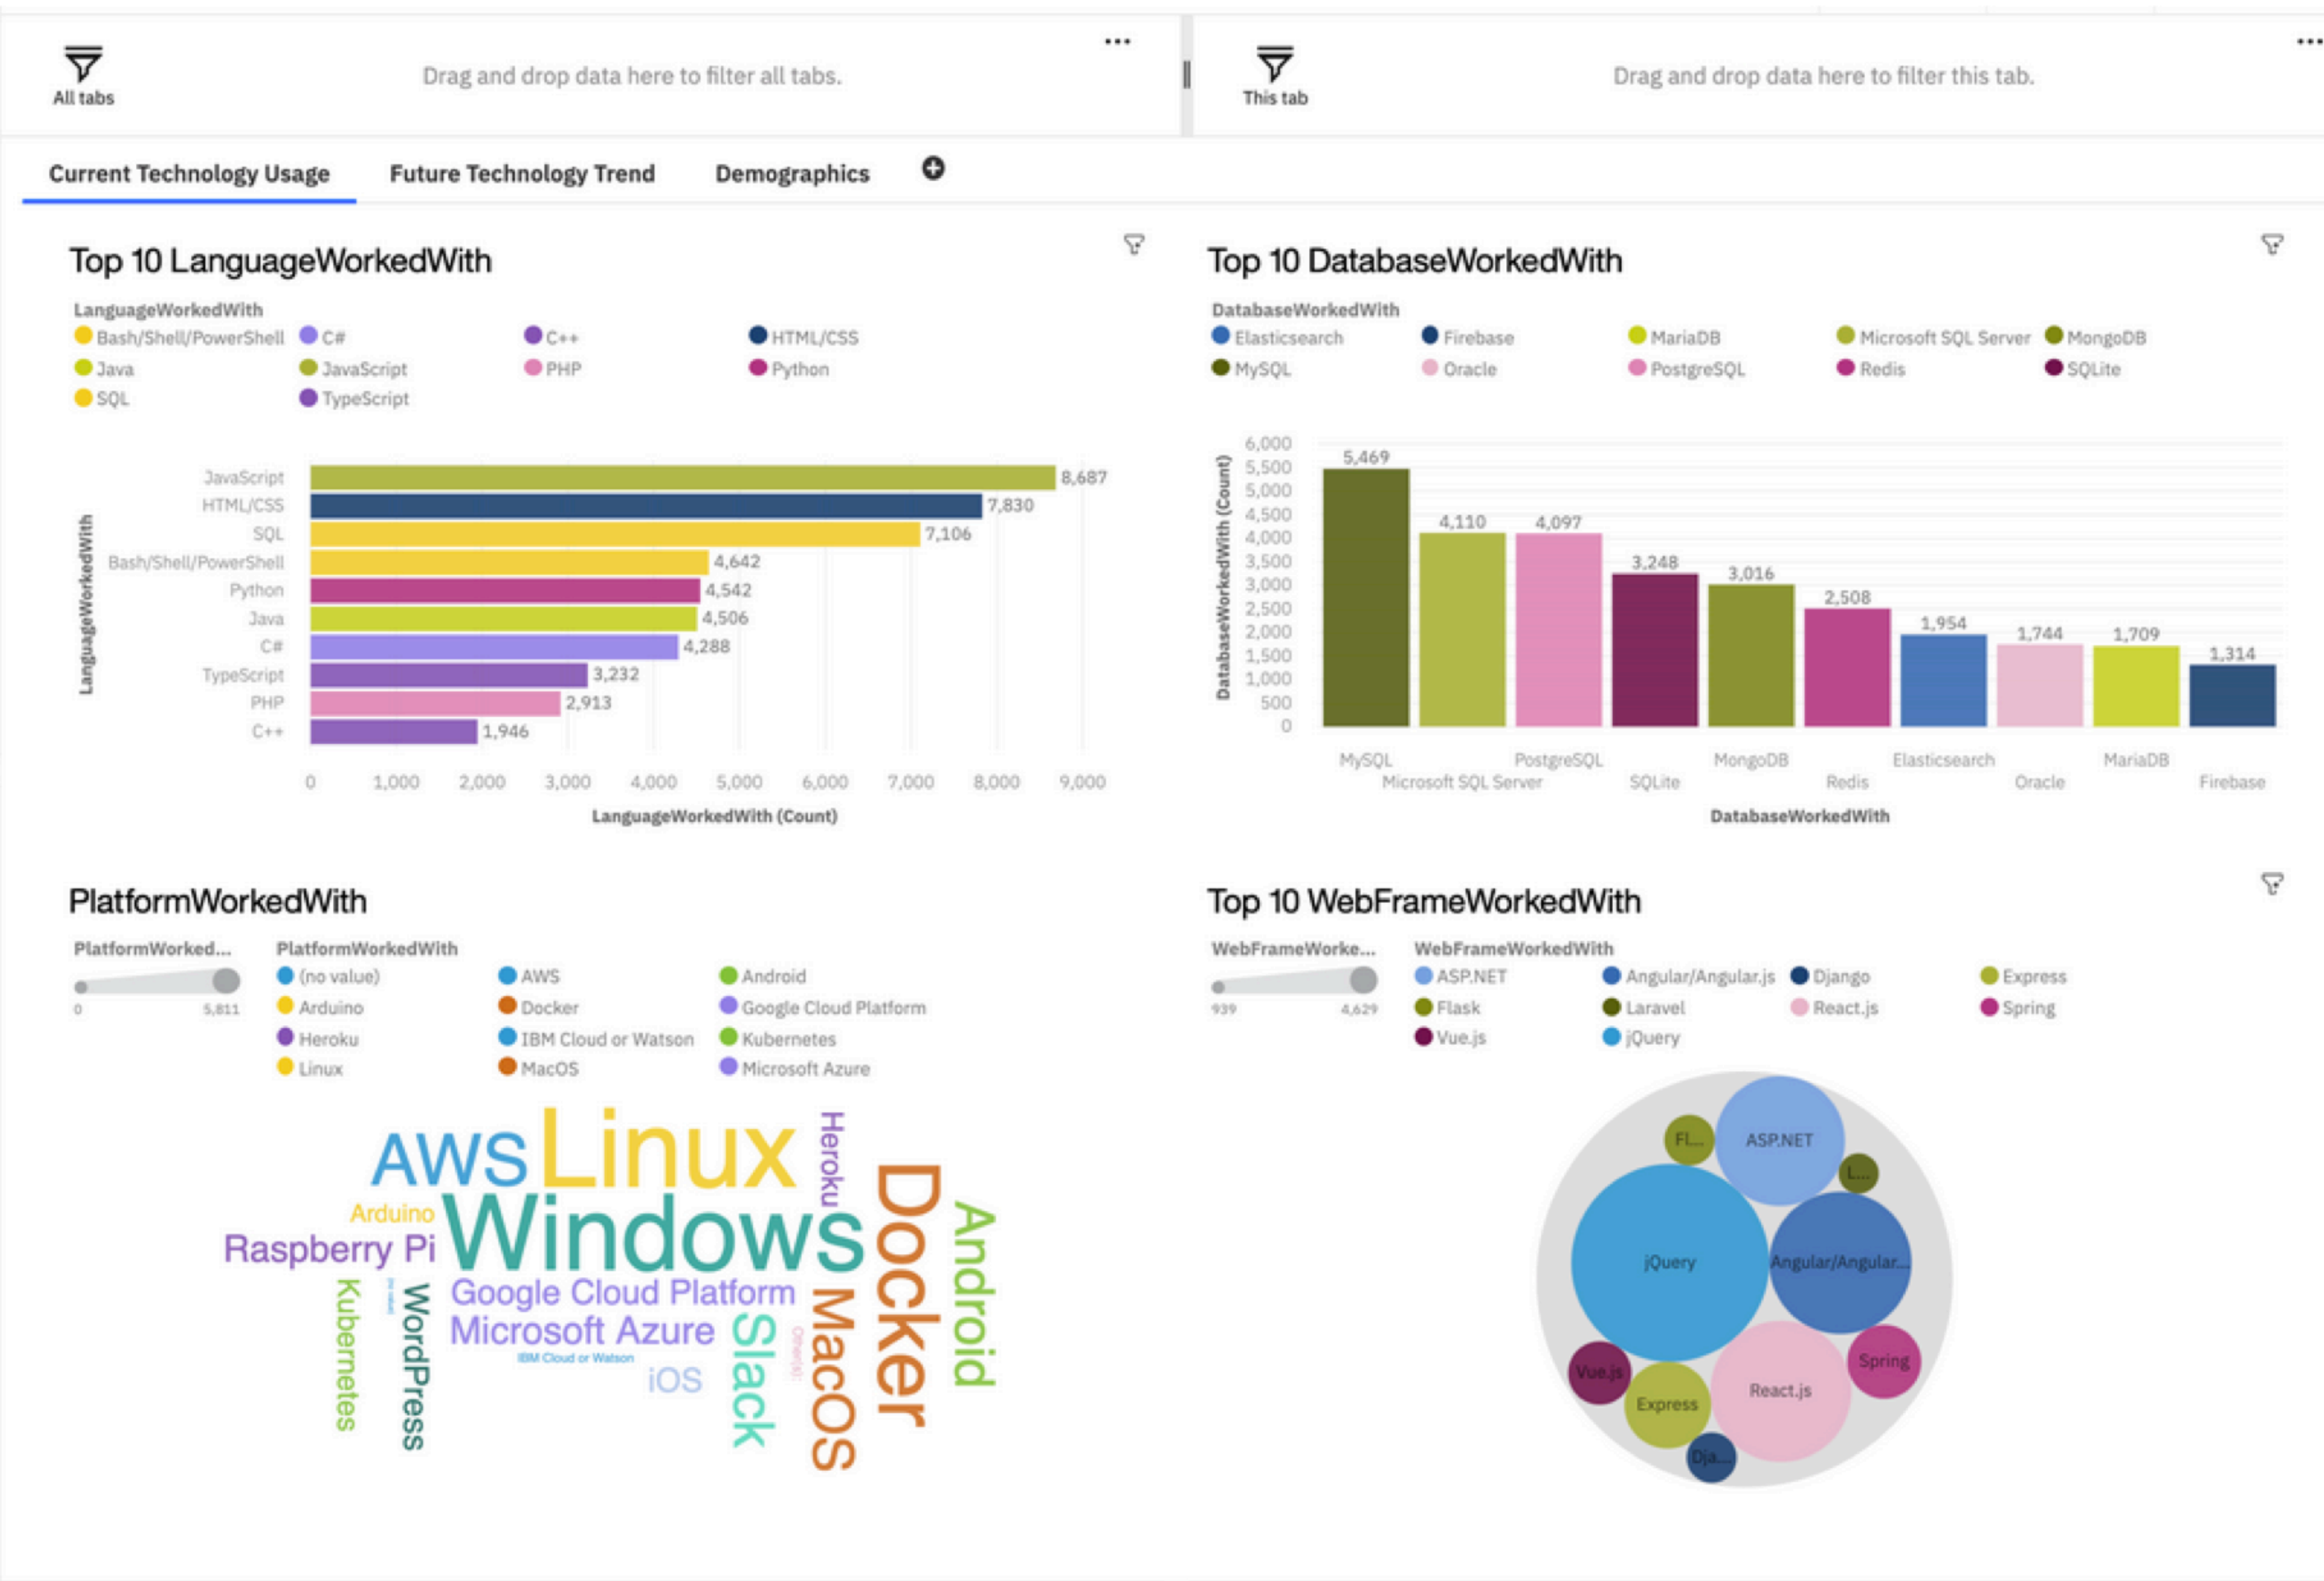 All tabs
Drag and drop data here to filter all tabs.
This tab
Drag and drop data here to filter this tab.
Current Technology Usage
Future Technology Trend
Demographics
Top 10 LanguageWorkedWith
LanguageWorkedWith
Bash/Shell/PowerShell C# C++ HTML/CSS
Java JavaScript PHP Python
SQL TypeScript
LanguageWorkedWith
JavaScript 8,687
HTML/CSS 7,830
SQL 7,106
Bash/Shell/PowerShell 4,642
Python 4,542
Java 4,506
C# 4,288
TypeScript 3,232
PHP 2,913
C++ 1,946
0 1,000 2,000 3,000 4,000 5,000 6,000 7,000 8,000 9,000
LanguageWorkedWith (Count)
Top 10 DatabaseWorkedWith
DatabaseWorkedWith
Elasticsearch Firebase MariaDB Microsoft SQL Server MongoDB
MySQL Oracle PostgreSQL Redis SQLite
DatabaseWorkedWith (Count)
6,000
5,500
5,000
4,500
4,000
3,500
3,000
2,500
2,000
1,500
1,000
500
0
5,469
4,110
4,097
3,248
3,016
2,508
1,954
1,744
1,709
1,314
MySQL PostgreSQL MongoDB Elasticsearch MariaDB
Microsoft SQL Server SQLite Redis Oracle Firebase
DatabaseWorkedWith
PlatformWorkedWith
PlatformWorked...
0 5,811
PlatformWorkedWith
(no value) AWS Android
Arduino Docker Google Cloud Platform
Heroku IBM Cloud or Watson Kubernetes
Linux MacOS Microsoft Azure
AWS
Linux
Heroku
Docker
Android
Arduino
Windows
Raspberry Pi
Kubernetes
(no value)
WordPress
Google Cloud Platform
Microsoft Azure
IBM Cloud or Watson
iOS
Slack
Other(s):
MacOS
Top 10 WebFrameWorkedWith
WebFrameWorke...
939 4,629
WebFrameWorkedWith
ASP.NET Angular/Angular.js Django Express
Flask Laravel React.js Spring
Vue.js jQuery
Fl...
ASP.NET
L...
jQuery
Angular/Angular...
Vue.js
Express
React.js
Spring
Dja...